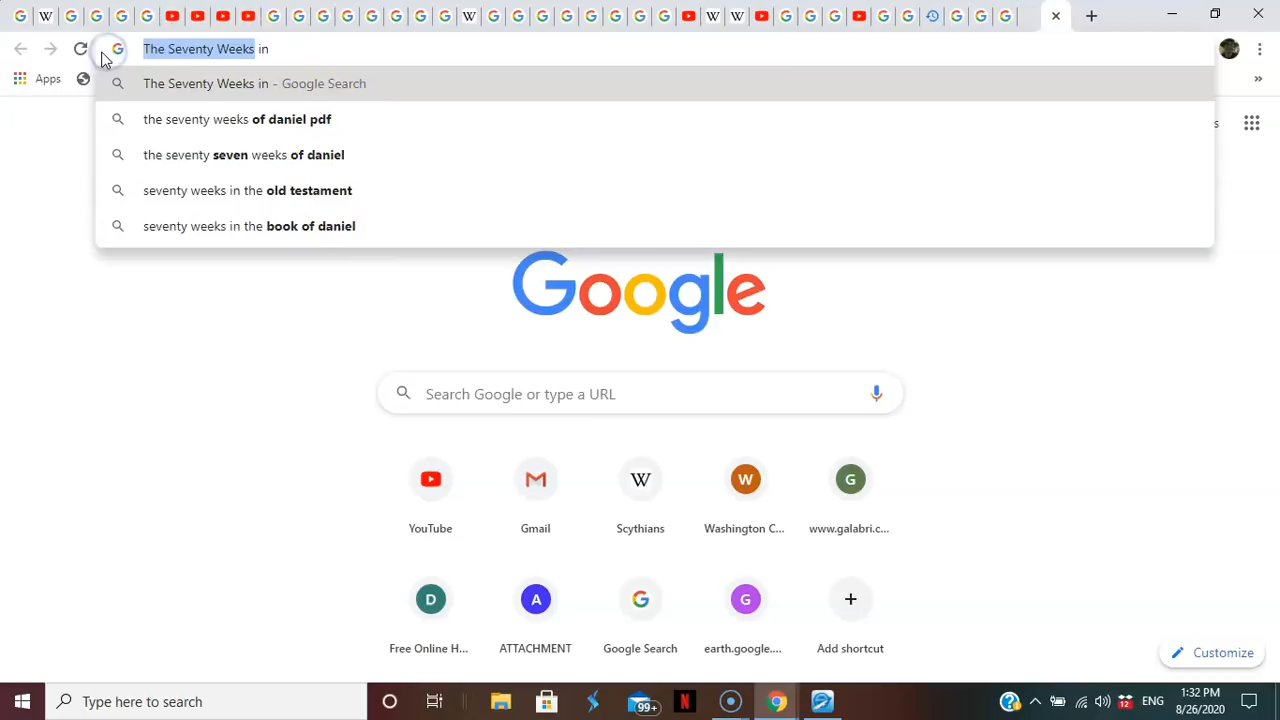 The Seventy Weeks in
Apps
»
The Seventy Weeks in - Google Search
the seventy weeks of daniel pdf
the seventy seven weeks of daniel
seventy weeks in the old testament
seventy weeks in the book of daniel
s
Google
Search Google or type a URL
YouTube
Gmail
Scythians
Washington C...
www.galabri.c...
Free Online H...
ATTACHMENT
Google Search
earth.google....
Add shortcut
Customize
Type here to search
99+
ENG
1:32 PM
8/26/2020
12